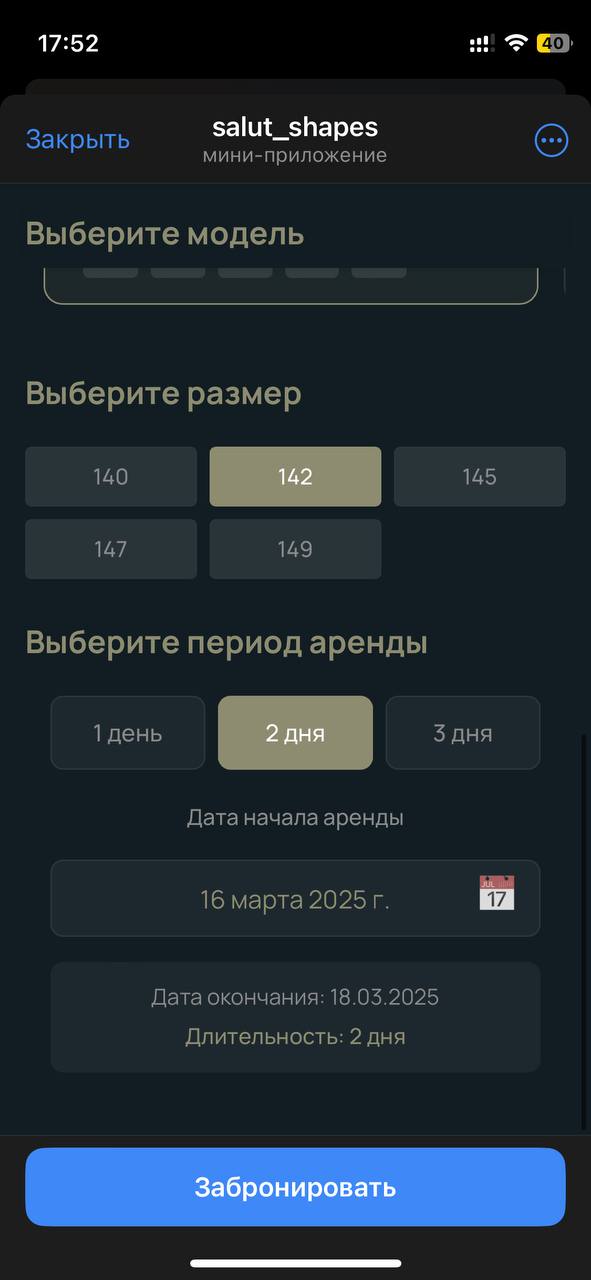 17:52
40
Закрыть
salut_shapes
мини-приложение
Выберите модель
Выберите размер
140
142
145
147
149
Выберите период аренды
1 день
2 дня
3 дня
Дата начала аренды
16 марта 2025 г.
JUL
17
Дата окончания: 18.03.2025
Длительность: 2 дня
Забронировать